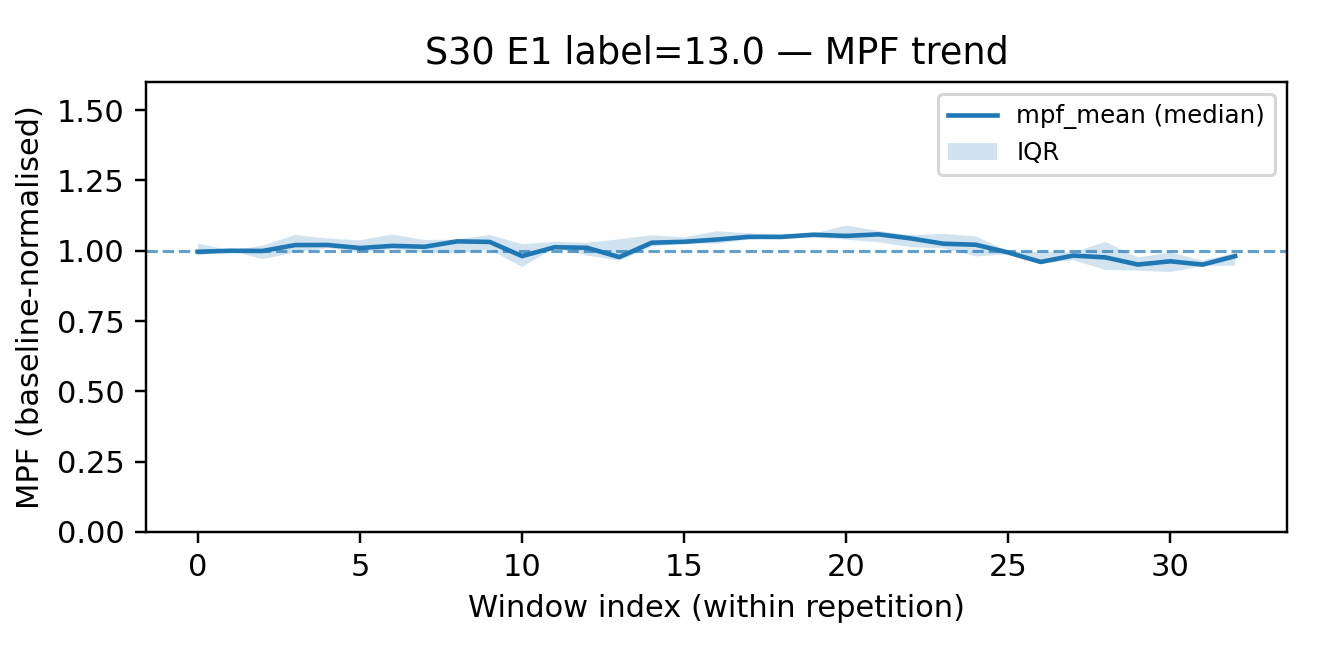 S30 E1 label=13.0 — MPF trend
mpf_mean (median)
IQR
MPF (baseline-normalised)
1.50
1.25
1.00
0.75
0.50
0.25
0.00
0 5 10 15 20 25 30
Window index (within repetition)